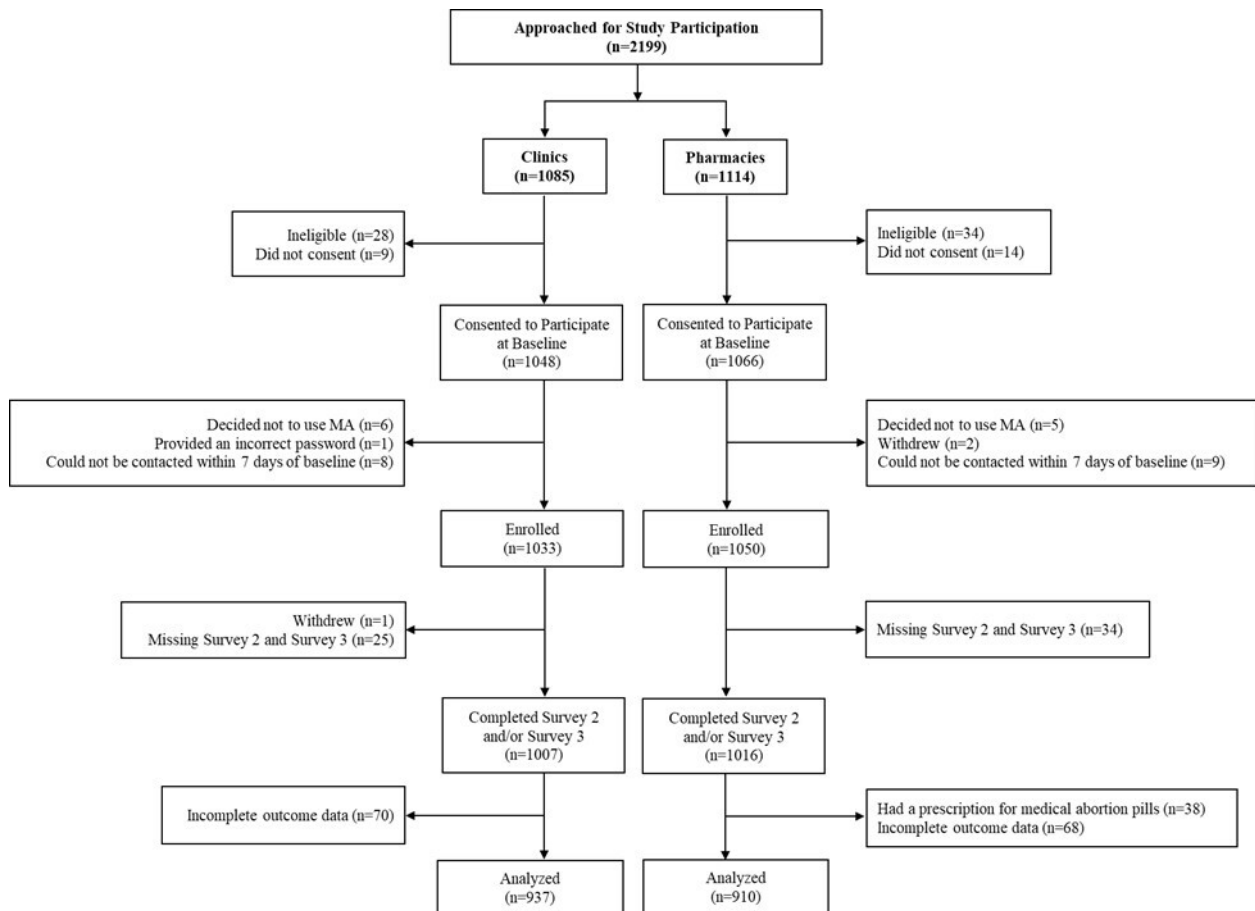 Approached for Study Participation
(n=2199)
Clinics
(n=1085)
Pharmacies
(n=1114)
Ineligible (n=28)
Did not consent (n=9)
Ineligible (n=34)
Did not consent (n=14)
Consented to Participate
at Baseline
(n=1048)
Consented to Participate
at Baseline
(n=1066)
Decided not to use MA (n=6)
Provided an incorrect password (n=1)
Could not be contacted within 7 days of baseline (n=8)
Decided not to use MA (n=5)
Withdrew (n=2)
Could not be contacted within 7 days of baseline (n=9)
Enrolled
(n=1033)
Enrolled
(n=1050)
Withdrew (n=1)
Missing Survey 2 and Survey 3 (n=25)
Missing Survey 2 and Survey 3 (n=34)
Completed Survey 2
and/or Survey 3
(n=1007)
Completed Survey 2
and/or Survey 3
(n=1016)
Incomplete outcome data (n=70)
Had a prescription for medical abortion pills (n=38)
Incomplete outcome data (n=68)
Analyzed
(n=937)
Analyzed
(n=910)